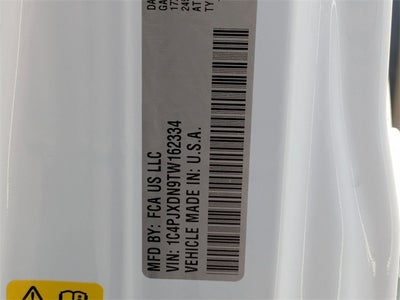 MFD BY: FCA US LLC
VIN: 1C4PJXDN9TW162334
VEHICLE MADE IN: U.S.A.